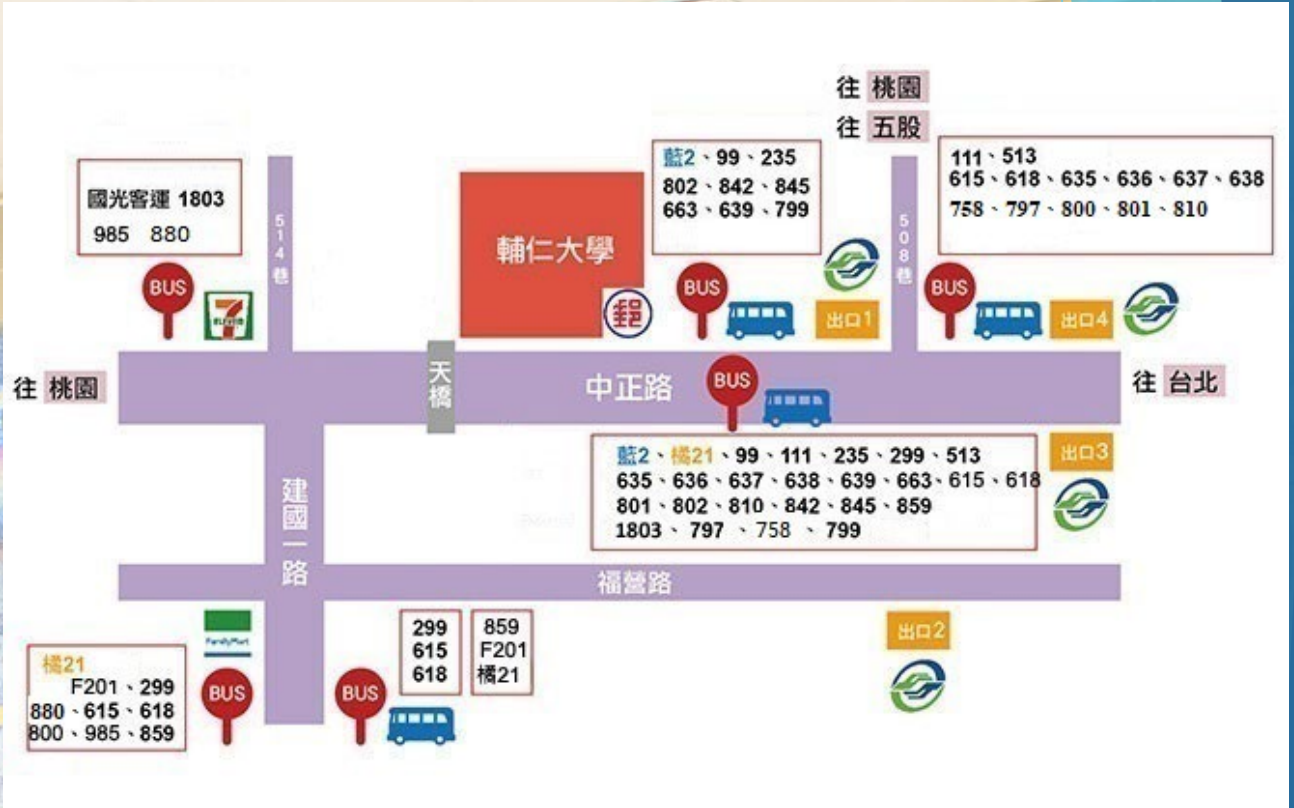 往 桃園
往 五股
國光客運 1803
985 880
BUS
7
ELEVEN
514巷
輔仁大學
郵
藍2、99、235
802、842、845
663、639、799
BUS
出口1
508巷
111、513
615、618、635、636、637、638
758、797、800、801、810
BUS
出口4
往 桃園
天橋
中正路
BUS
往 台北
藍2、橘21、99、111、235、299、513
635、636、637、638、639、663、615、618
801、802、810、842、845、859
1803、797、758、799
出口3
建國一路
福營路
FamilyMart
橘21
F201、299
880、615、618
800、985、859
BUS
BUS
299
615
618
859
F201
橘21
出口2